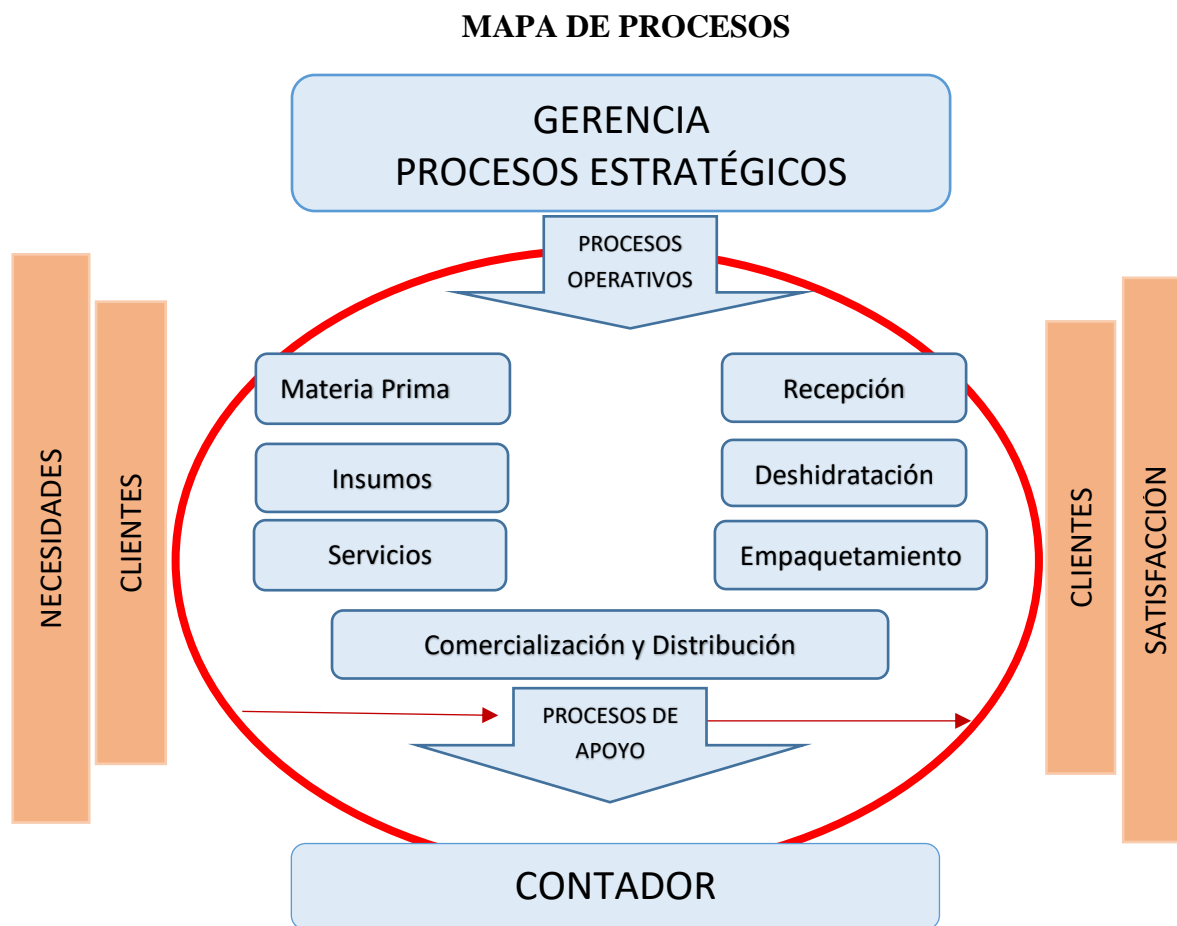 MAPA DE PROCESOS
GERENCIA
PROCESOS ESTRATÉGICOS
PROCESOS
OPERATIVOS
NECESIDADES
CLIENTES
Materia Prima
Insumos
Servicios
Recepción
Deshidratación
Empaquetamiento
Comercialización y Distribución
PROCESOS DE
APOYO
CLIENTES
SATISFACCIÓN
CONTADOR